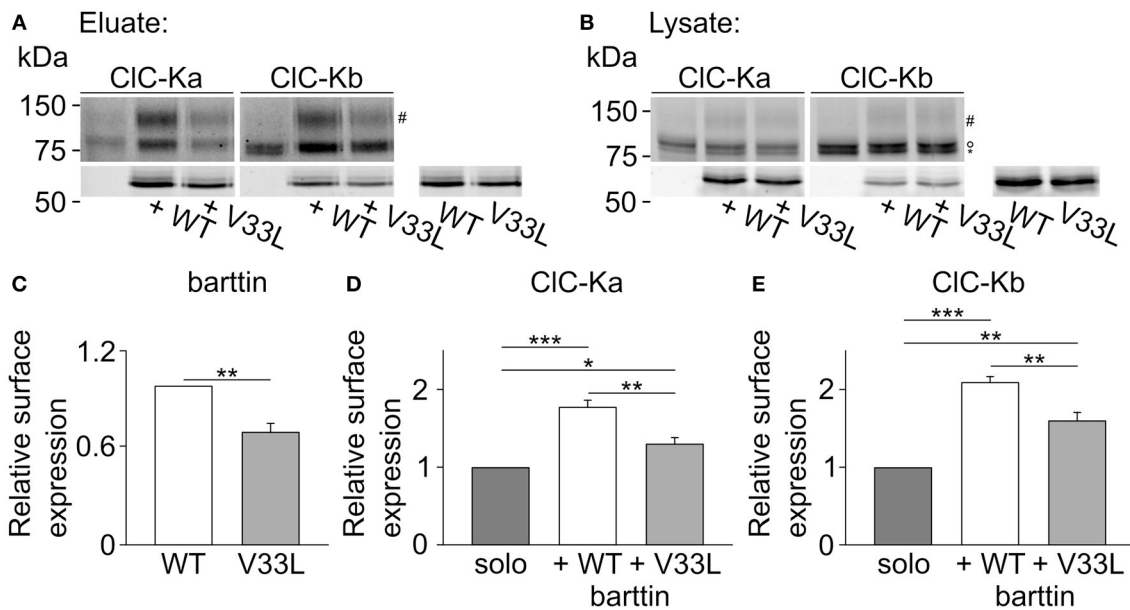 A Eluate:
kDa
ClC-Ka ClC-Kb
150
#
75
50
+ WT + V33L + WT + V33L WT V33L
B Lysate:
kDa
ClC-Ka ClC-Kb
150
#
°
75 *
50
+ WT + V33L + WT + V33L WT V33L
C barttin
Relative surface
expression
1.2
**
0.6
0
WT V33L
D ClC-Ka
Relative surface
expression
***
*
**
2
1
0
solo + WT + V33L
barttin
E ClC-Kb
Relative surface
expression
***
**
**
2
1
0
solo + WT + V33L
barttin